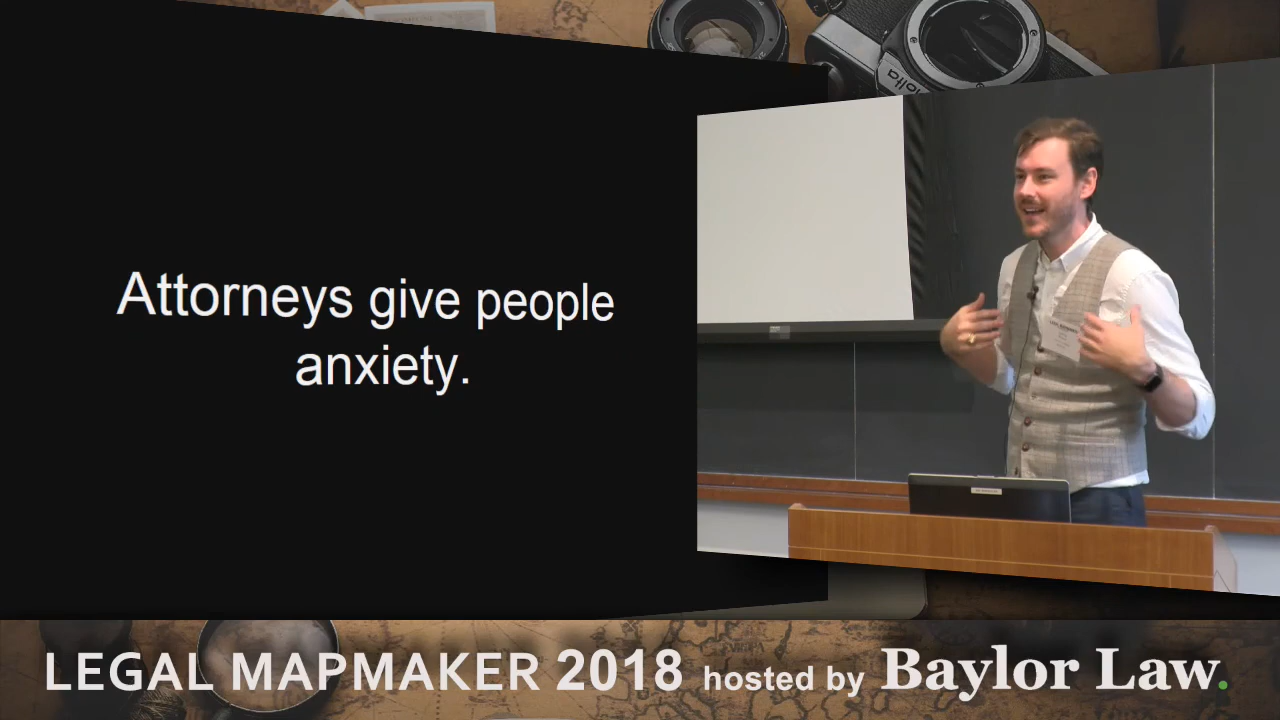 Attorneys give people
anxiety.
LEGAL MAPMAKER 2018 hosted by Baylor Law.